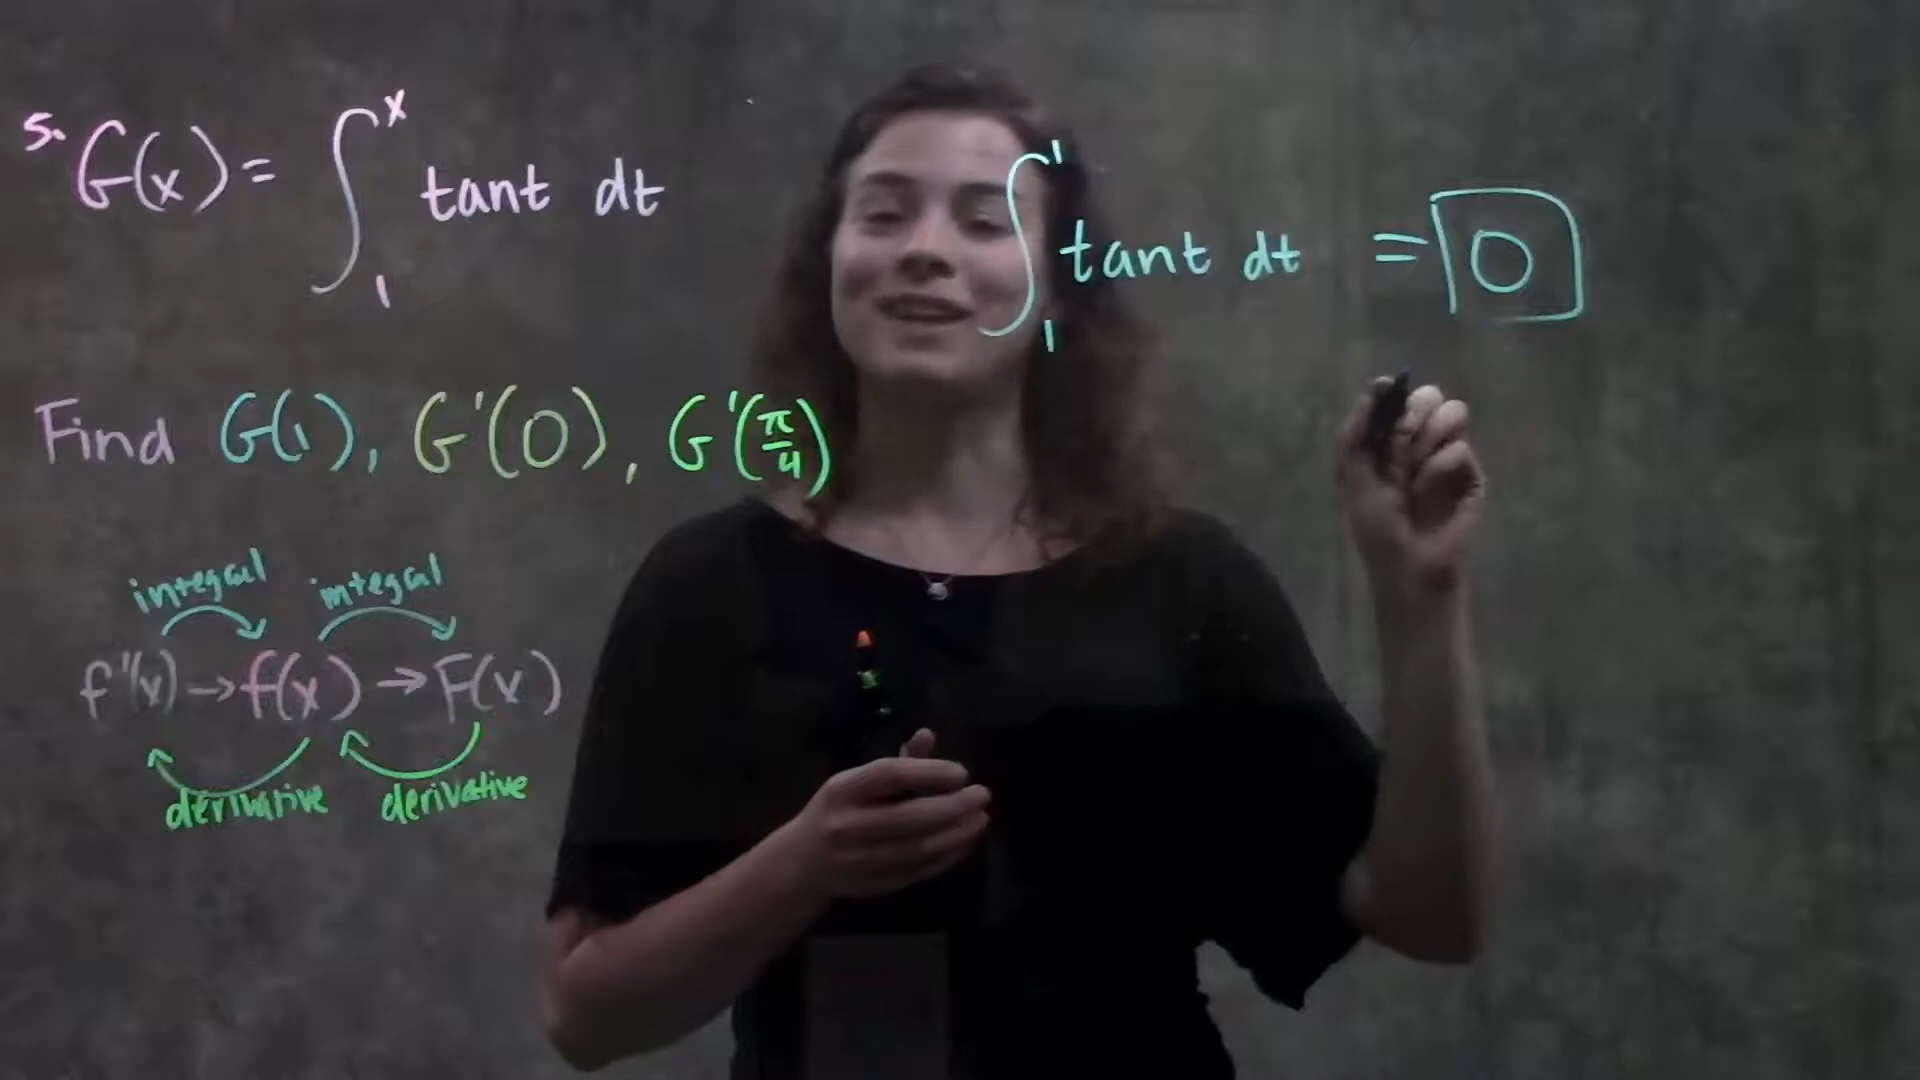 5. G(x) = ∫₁ˣ tant dt
∫₁¹ tant dt = 0
Find G(1), G'(0), G'(π/4)
integral integral
f'(x) → f(x) → F(x)
derivative derivative